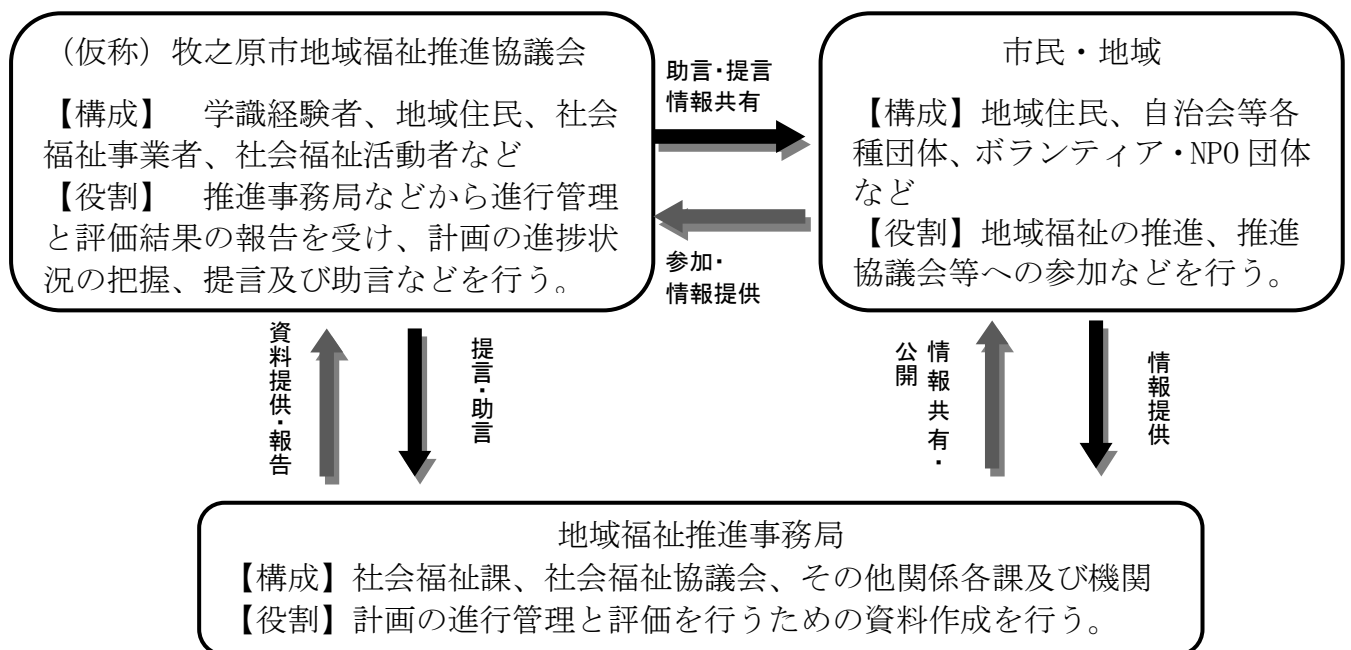 （仮称）牧之原市地域福祉推進協議会
【構成】　学識経験者、地域住民、社会
福祉事業者、社会福祉活動者など
【役割】　推進事務局などから進行管理
と評価結果の報告を受け、計画の進捗状
況の把握、提言及び助言などを行う。
助言・提言
情報共有
参加・
情報提供
市民・地域
【構成】地域住民、自治会等各
種団体、ボランティア・NPO団体
など
【役割】地域福祉の推進、推進
協議会等への参加などを行う。
資料提供・報告
提言・助言
情報共有・
公開
情報提供
地域福祉推進事務局
【構成】社会福祉課、社会福祉協議会、その他関係各課及び機関
【役割】計画の進行管理と評価を行うための資料作成を行う。